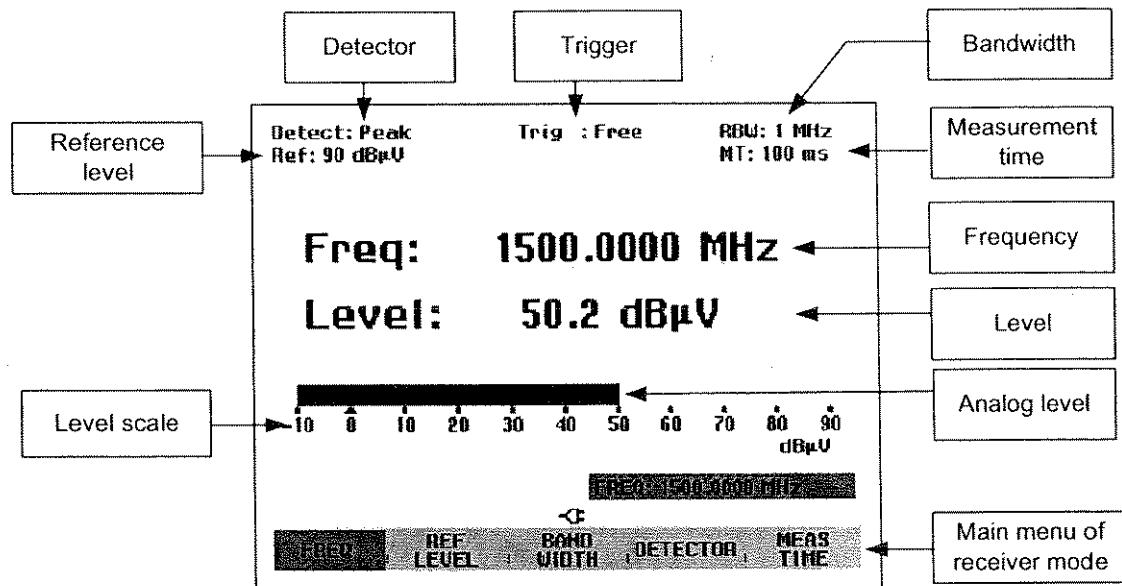 Detector
Trigger
Bandwidth
Reference level
Detect: Peak
Trig : Free
RBW: 1 MHz
Measurement time
Ref: 90 dBµV
MT: 100 ms
Freq: 1500.0000 MHz
Frequency
Level: 50.2 dBµV
Level
Level scale
Analog level
-10 0 10 20 30 40 50 60 70 80 90
dBµV
FREQ: 1500.0000 MHz
FREQ
REF LEVEL
BAND WIDTH
DETECTOR
MEAS TIME
Main menu of receiver mode